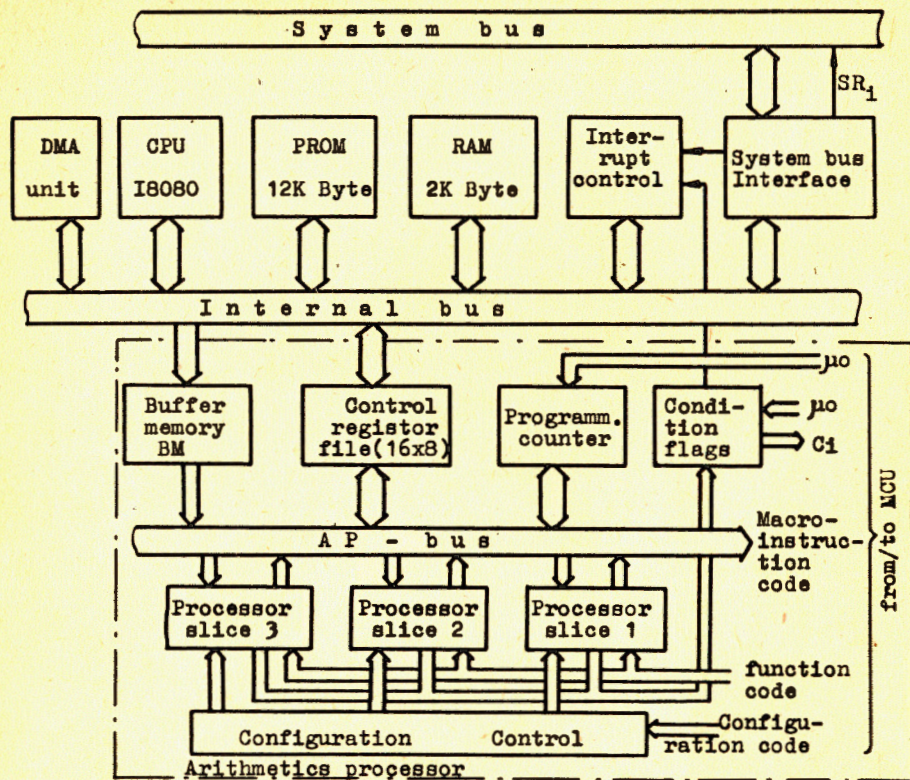 System bus
SR1
DMA
unit
CPU
I8080
PROM
12K Byte
RAM
2K Byte
Inter-
rupt
control
System bus
Interface
Internal bus
µo
Buffer
memory
BM
Control
registor
file(16x8)
Programm.
counter
Condi-
tion
flags
µo
Ci
from/to MCU
AP - bus
Macro-
instruc-
tion
code
Processor
slice 3
Processor
slice 2
Processor
slice 1
function
code
Configuration Control
Configu-
ration code
Arithmetics processor